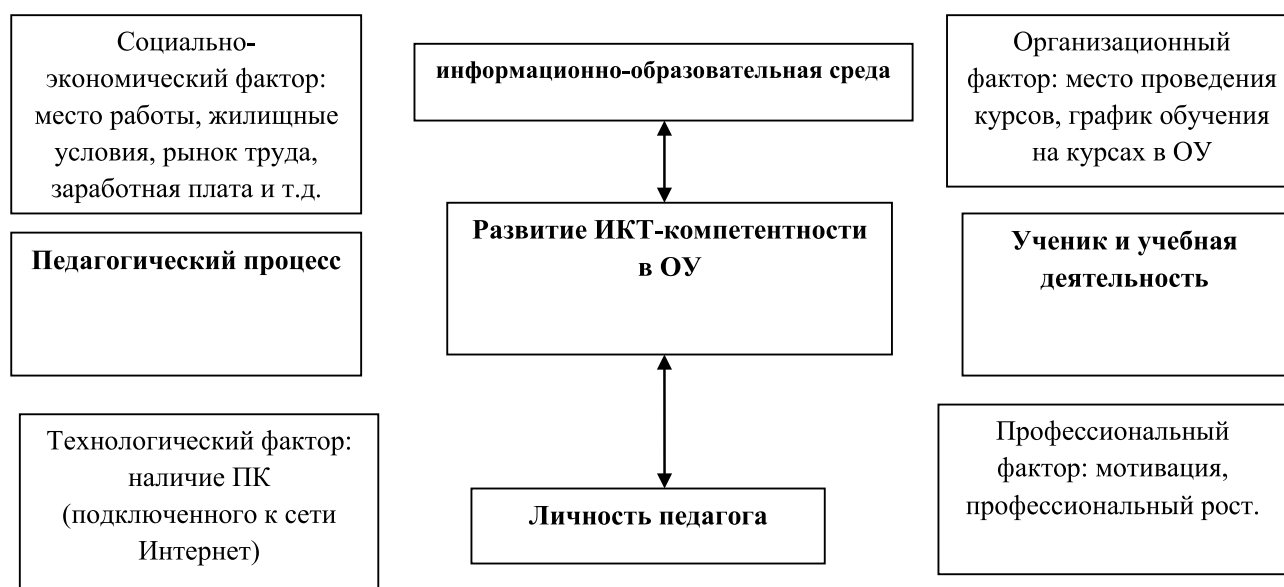 Социально-
экономический фактор:
место работы, жилищные
условия, рынок труда,
заработная плата и т.д.
информационно-образовательная среда
Организационный
фактор: место проведения
курсов, график обучения
на курсах в ОУ
Педагогический процесс
Развитие ИКТ-компетентности
в ОУ
Ученик и учебная
деятельность
Технологический фактор:
наличие ПК
(подключенного к сети
Интернет)
Личность педагога
Профессиональный
фактор: мотивация,
профессиональный рост.